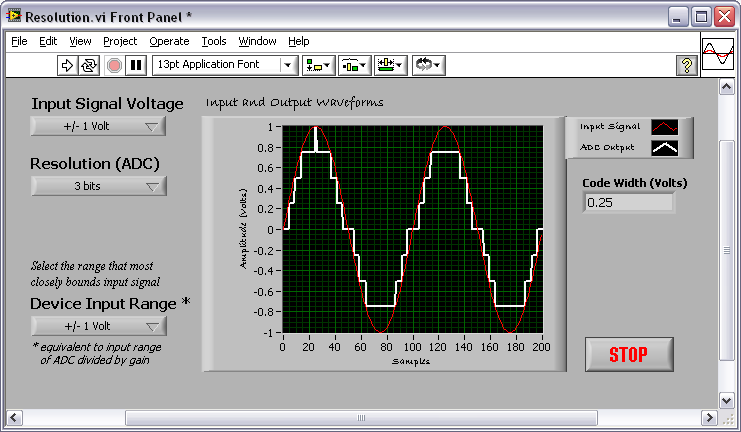 Resolution.vi Front Panel *
File Edit View Project Operate Tools Window Help
13pt Application Font
?
Input Signal Voltage
+/- 1 Volt
Resolution (ADC)
3 bits
Select the range that most
closely bounds input signal
Device Input Range *
+/- 1 Volt
* equivalent to input range
of ADC divided by gain
Input and Output Waveforms
Amplitude (Volts)
1
0.8
0.6
0.4
0.2
0
-0.2
-0.4
-0.6
-0.8
-1
0 20 40 60 80 100 120 140 160 180 200
Samples
Input Signal
ADC Output
Code Width (Volts)
0.25
STOP